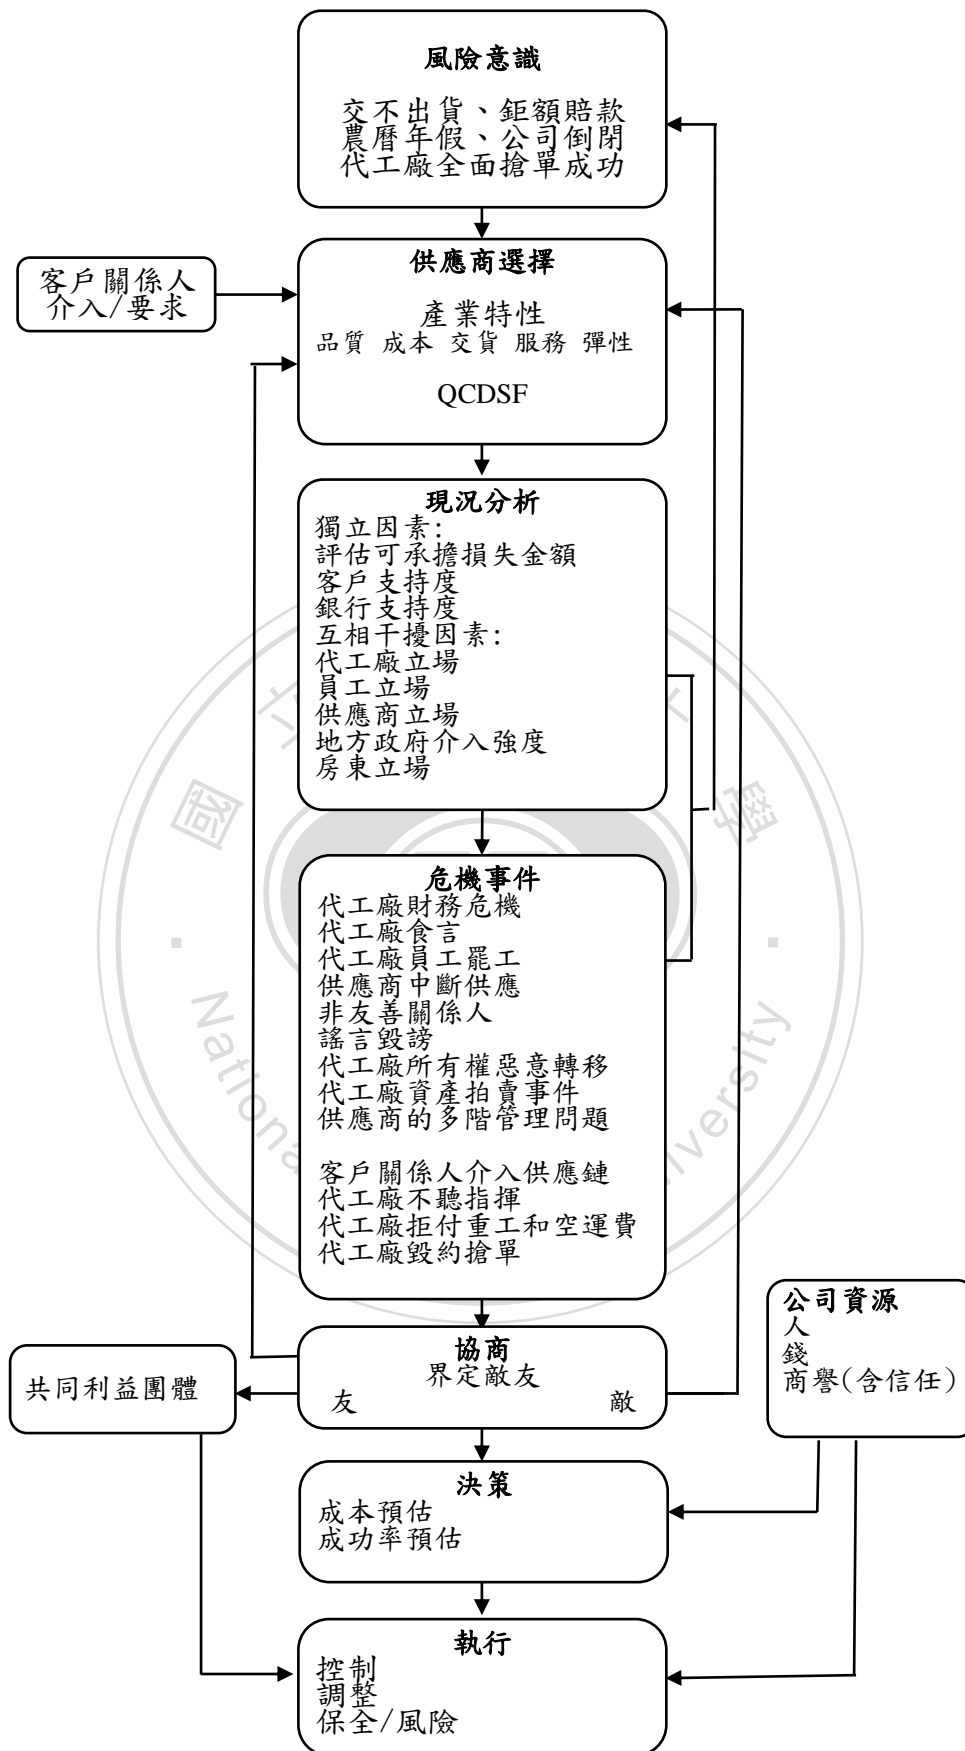 風險意識
交不出貨、鉅額賠款
農曆年假、公司倒閉
代工廠全面搶單成功
供應商選擇
客戶關係人
介入/要求
產業特性
品質 成本 交貨 服務 彈性
QCDSF
現況分析
獨立因素:
評估可承擔損失金額
客戶支持度
銀行支持度
互相干擾因素:
代工廠立場
員工立場
供應商立場
地方政府介入強度
房東立場
危機事件
代工廠財務危機
代工廠食言
代工廠員工罷工
供應商中斷供應
非友善關係人
謠言毀謗
代工廠所有權惡意轉移
代工廠資產拍賣事件
供應商的多階管理問題
客戶關係人介入供應鏈
代工廠不聽指揮
代工廠拒付重工和空運費
代工廠毀約搶單
公司資源
人
錢
商譽(含信任)
協商
界定敵友
友 敵
共同利益團體
決策
成本預估
成功率預估
執行
控制
調整
保全/風險
國 立 學
Nationa versity